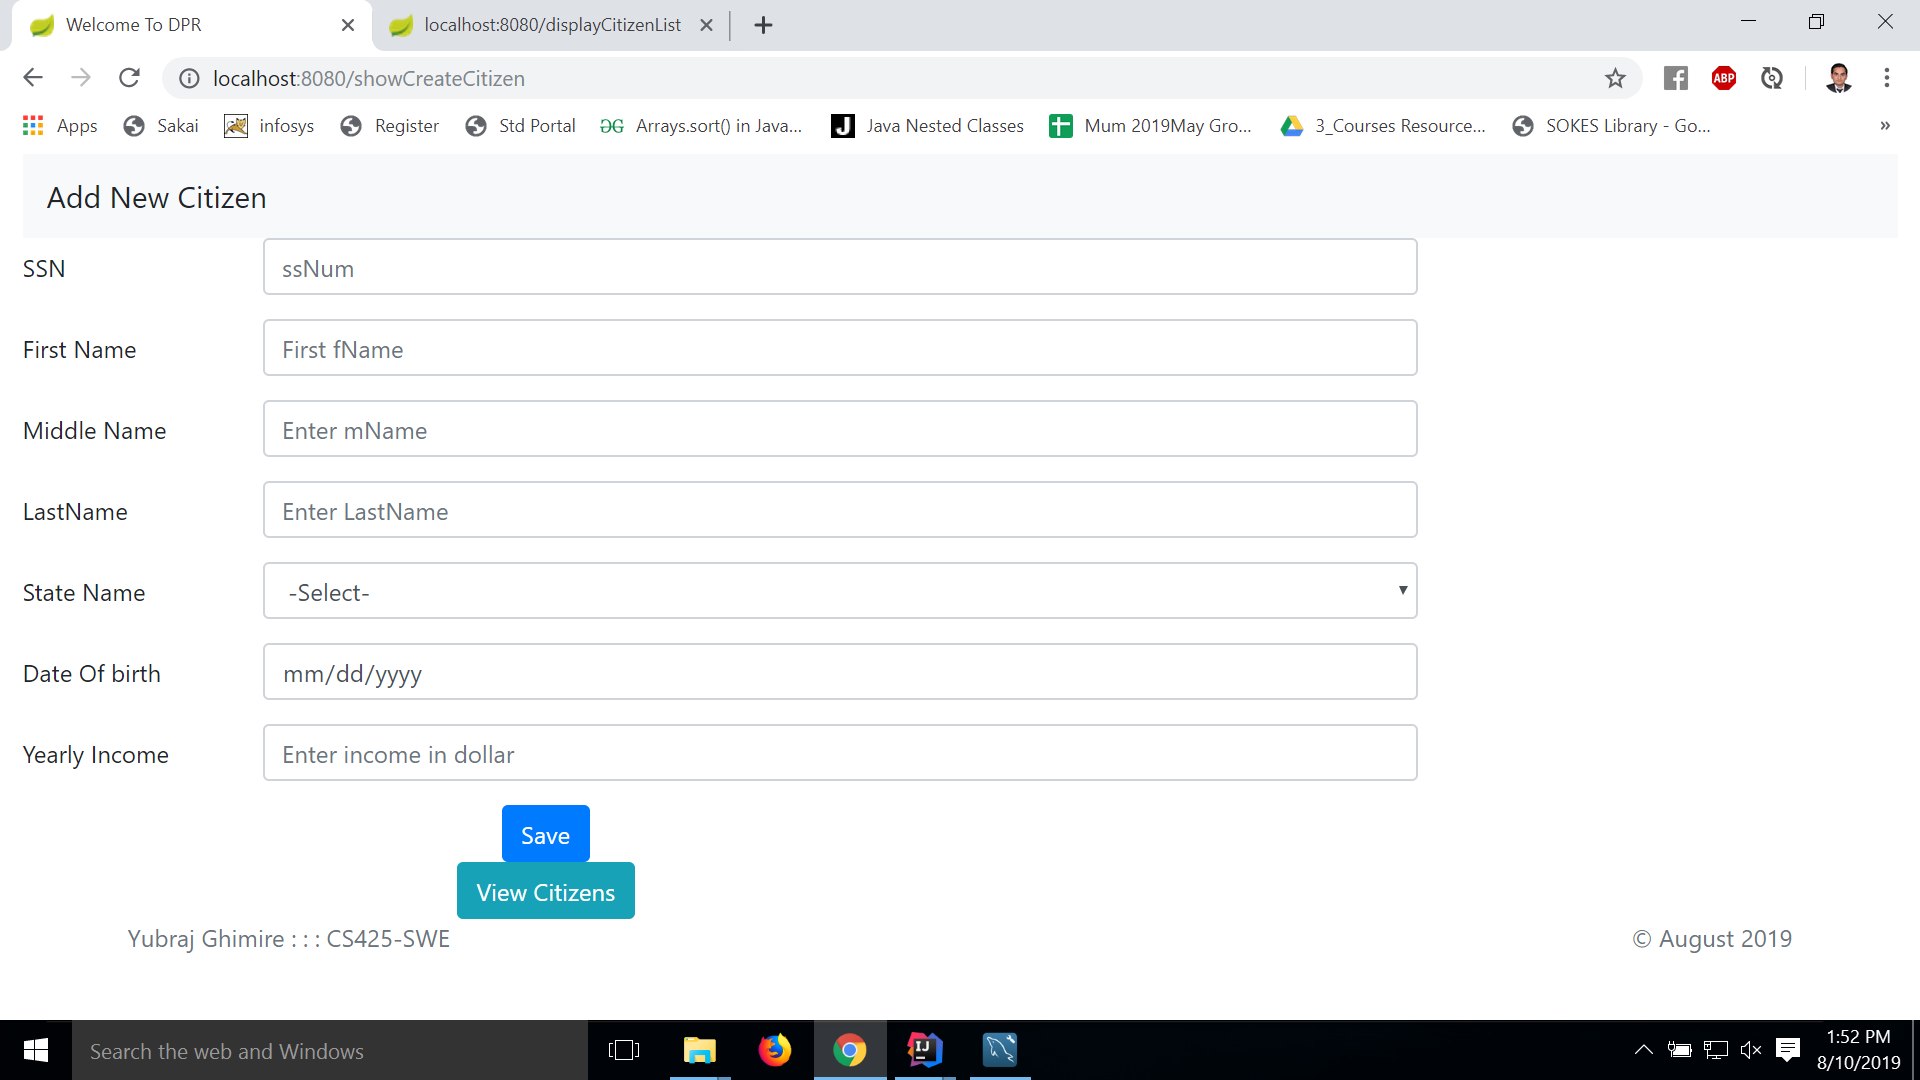 Welcome To DPR
localhost:8080/displayCitizenList
localhost:8080/showCreateCitizen
ABP
Apps
Sakai
infosys
Register
Std Portal
Arrays.sort() in Java...
J
Java Nested Classes
Mum 2019May Gro...
3_Courses Resource...
SOKES Library - Go...
»
Add New Citizen
SSN
ssNum
First Name
First fName
Middle Name
Enter mName
LastName
Enter LastName
State Name
-Select-
Date Of birth
mm/dd/yyyy
Yearly Income
Enter income in dollar
Save
View Citizens
Yubraj Ghimire : : : CS425-SWE
© August 2019
Search the web and Windows
IJ
1:52 PM
8/10/2019